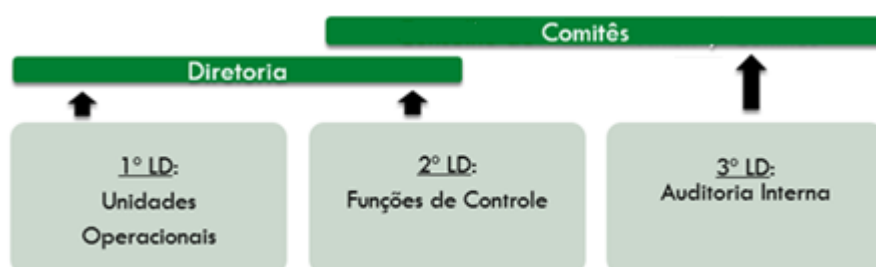 Comitês
Diretoria
1º LD:
Unidades
Operacionais
2º LD:
Funções de Controle
3º LD:
Auditoria Interna